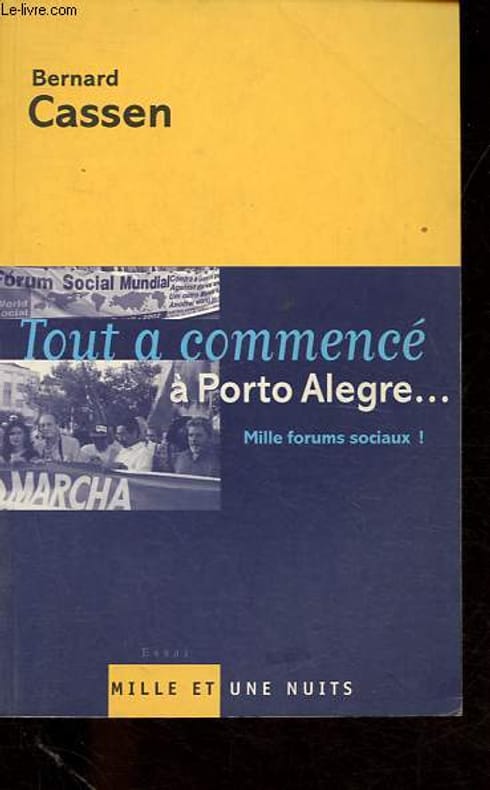 Le-livre.com
Bernard
Cassen
Fórum Social Mundial
World
Social
Tout a commencé
à Porto Alegre...
Mille forums sociaux !
MARCHA
Essai
MILLE ET UNE NUITS